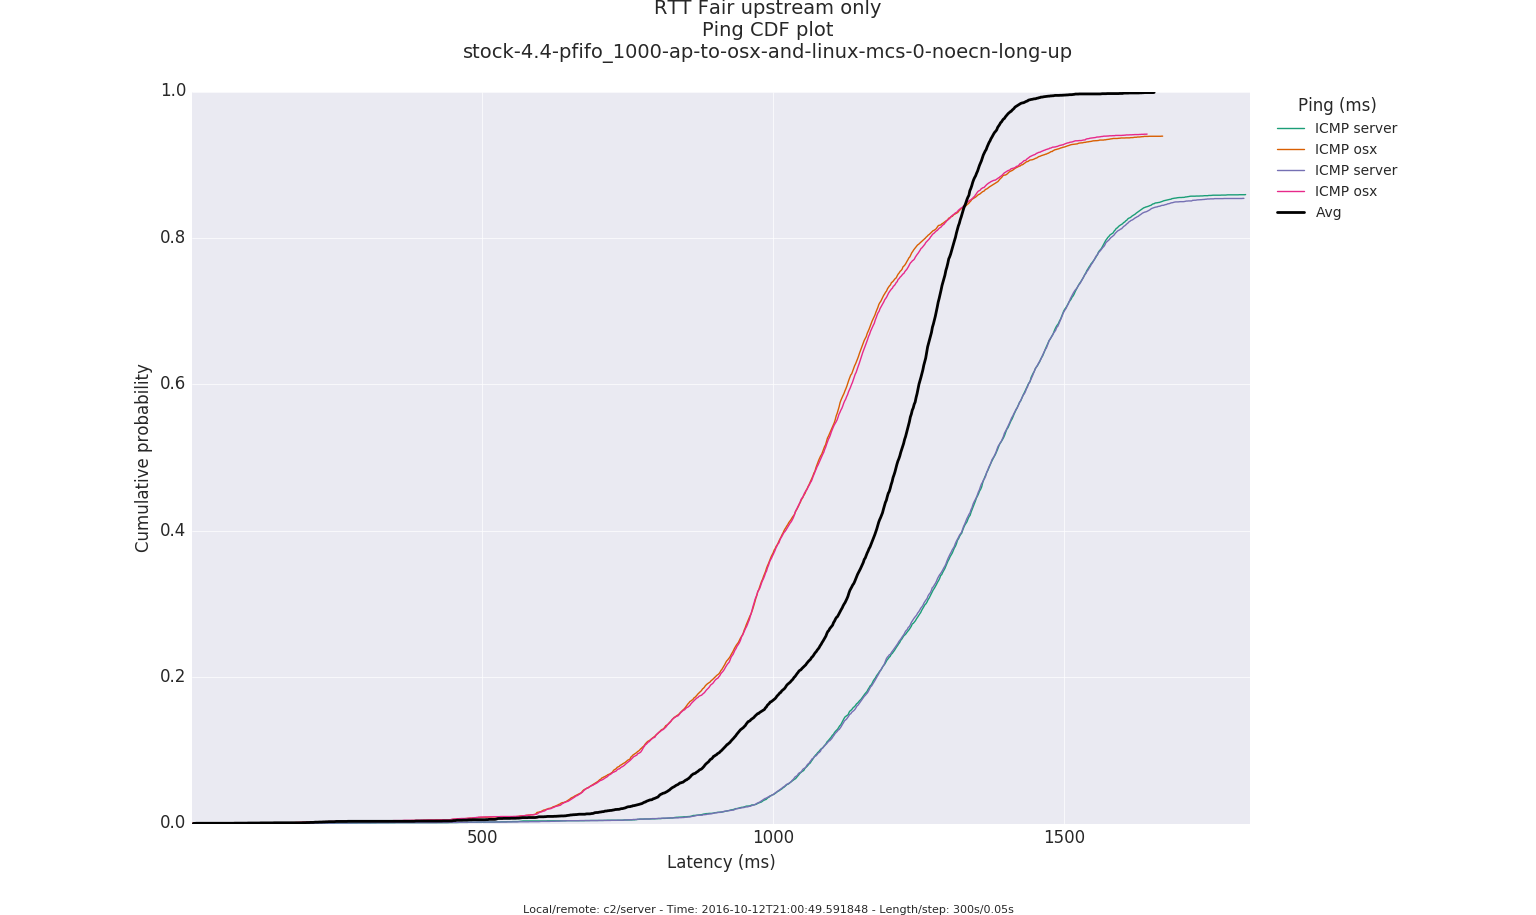 RTT Fair upstream only
Ping CDF plot
stock-4.4-pfifo_1000-ap-to-osx-and-linux-mcs-0-noecn-long-up
1.0
0.8
0.6
0.4
0.2
0.0
Cumulative probability
500
1000
1500
Latency (ms)
Ping (ms)
ICMP server
ICMP osx
ICMP server
ICMP osx
Avg
Local/remote: c2/server - Time: 2016-10-12T21:00:49.591848 - Length/step: 300s/0.05s